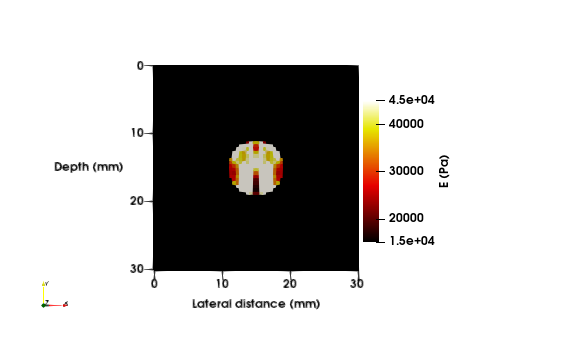 0
10
20
30
Depth (mm)
0
10
20
30
Lateral distance (mm)
4.5e+04
40000
30000
20000
1.5e+04
E (Pa)
Y
Z
X